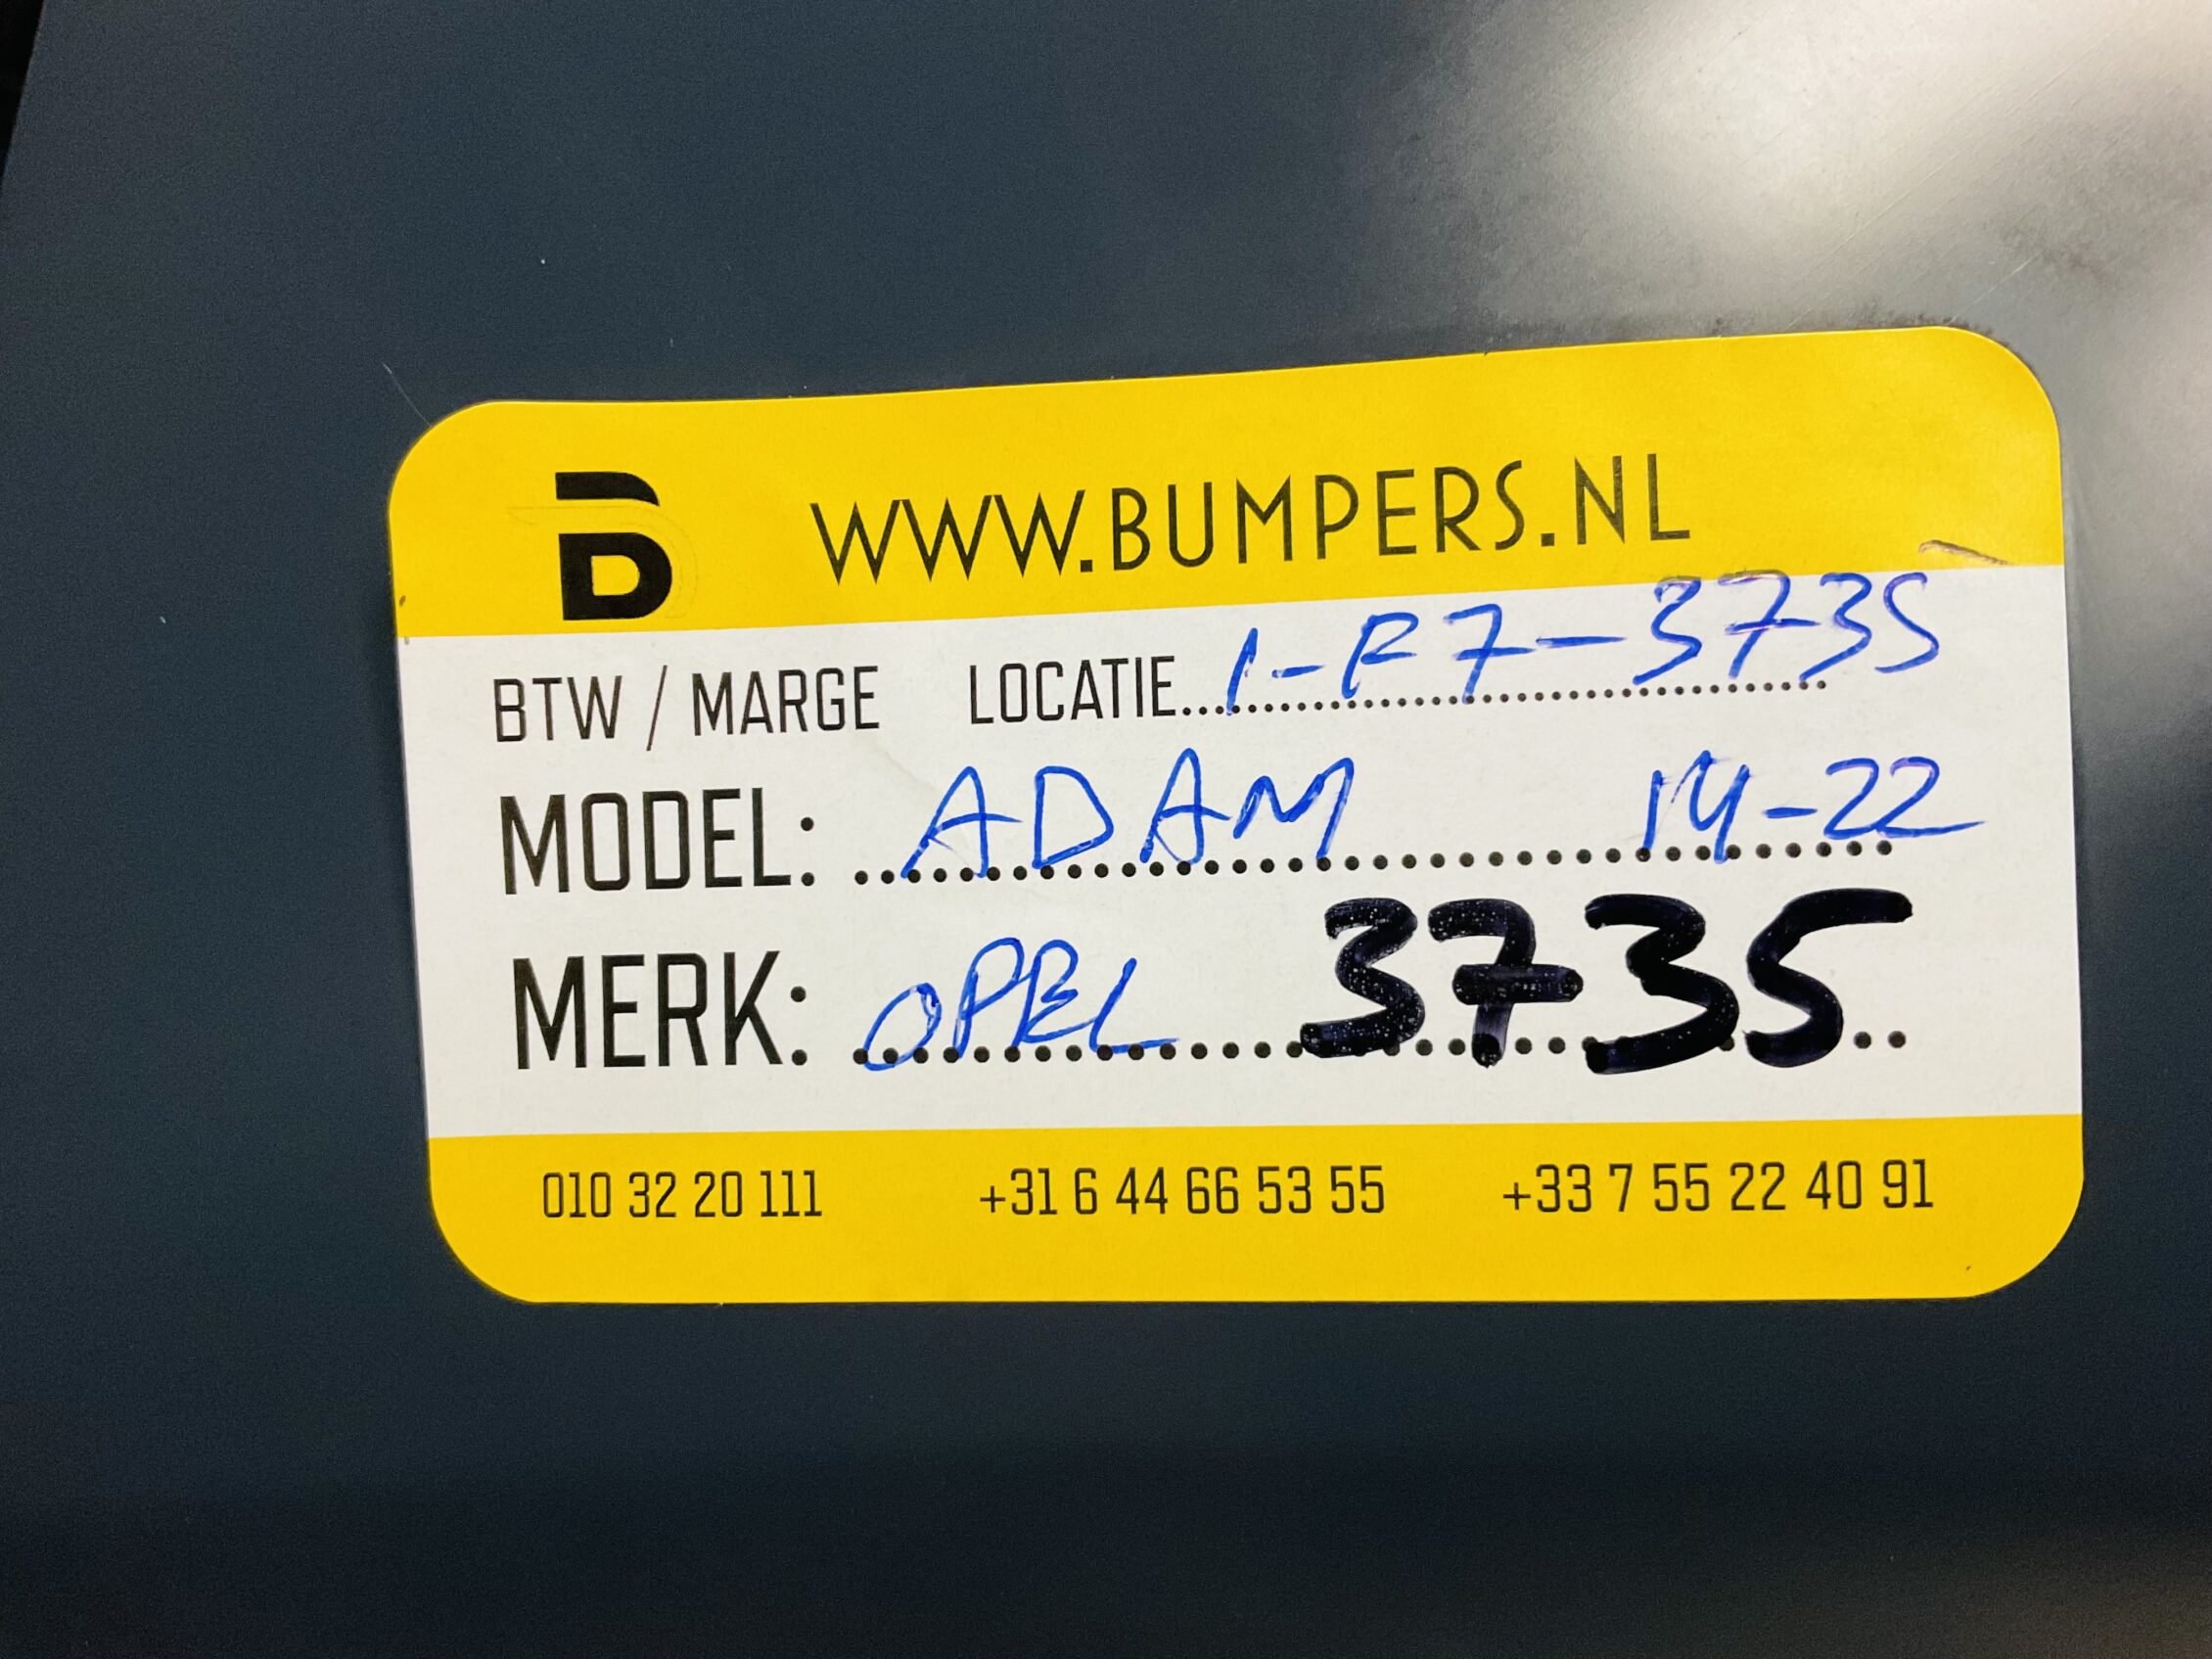 B WWW.BUMPERS.NL
BTW / MARGE LOCATIE...1-F7-3735
MODEL: ADAM 14-22
MERK: OPEL 3735
010 32 20 111 +31 6 44 66 53 55 +33 7 55 22 40 91